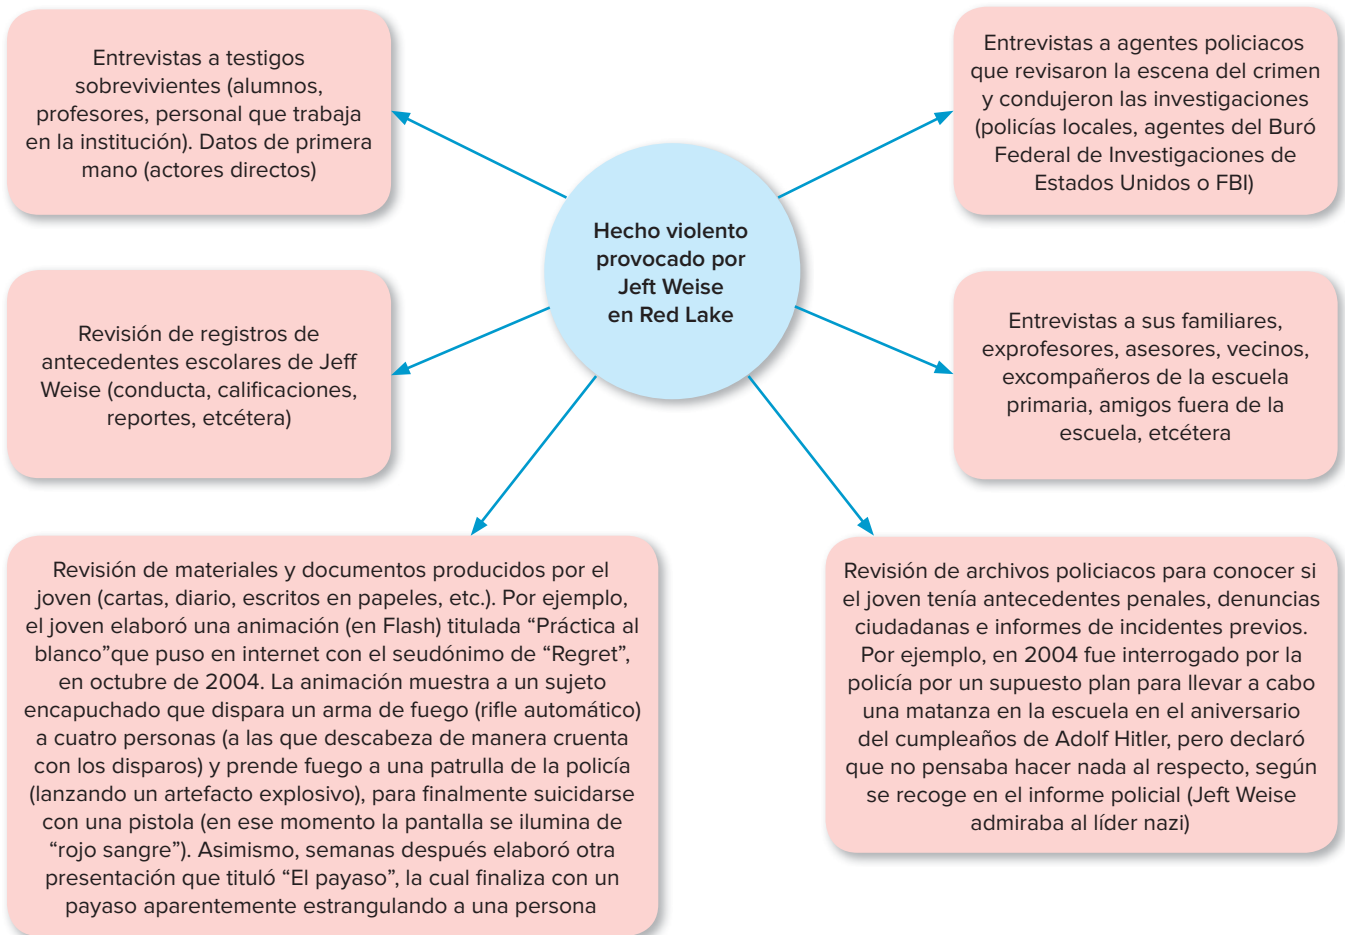 Entrevistas a testigos
sobrevivientes (alumnos,
profesores, personal que trabaja
en la institución). Datos de primera
mano (actores directos)
Entrevistas a agentes policiacos
que revisaron la escena del crimen
y condujeron las investigaciones
(policías locales, agentes del Buró
Federal de Investigaciones de
Estados Unidos o FBI)
Hecho violento
provocado por
Jeft Weise
en Red Lake
Revisión de registros de
antecedentes escolares de Jeff
Weise (conducta, calificaciones,
reportes, etcétera)
Entrevistas a sus familiares,
exprofesores, asesores, vecinos,
excompañeros de la escuela
primaria, amigos fuera de la
escuela, etcétera
Revisión de materiales y documentos producidos por el
joven (cartas, diario, escritos en papeles, etc.). Por ejemplo,
el joven elaboró una animación (en Flash) titulada “Práctica al
blanco”que puso en internet con el seudónimo de “Regret”,
en octubre de 2004. La animación muestra a un sujeto
encapuchado que dispara un arma de fuego (rifle automático)
a cuatro personas (a las que descabeza de manera cruenta
con los disparos) y prende fuego a una patrulla de la policía
(lanzando un artefacto explosivo), para finalmente suicidarse
con una pistola (en ese momento la pantalla se ilumina de
“rojo sangre”). Asimismo, semanas después elaboró otra
presentación que tituló “El payaso”, la cual finaliza con un
payaso aparentemente estrangulando a una persona
Revisión de archivos policiacos para conocer si
el joven tenía antecedentes penales, denuncias
ciudadanas e informes de incidentes previos.
Por ejemplo, en 2004 fue interrogado por la
policía por un supuesto plan para llevar a cabo
una matanza en la escuela en el aniversario
del cumpleaños de Adolf Hitler, pero declaró
que no pensaba hacer nada al respecto, según
se recoge en el informe policial (Jeft Weise
admiraba al líder nazi)